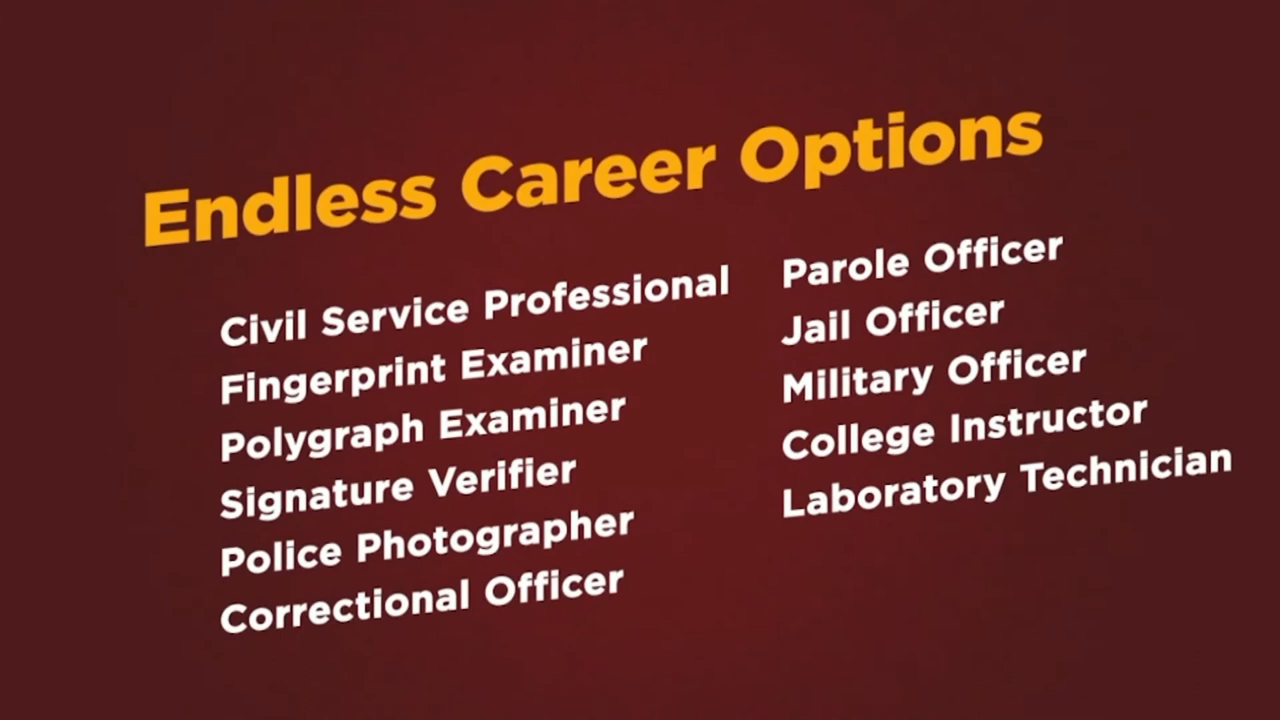 Endless Career Options
Civil Service Professional
Fingerprint Examiner
Polygraph Examiner
Signature Verifier
Police Photographer
Correctional Officer
Parole Officer
Jail Officer
Military Officer
College Instructor
Laboratory Technician